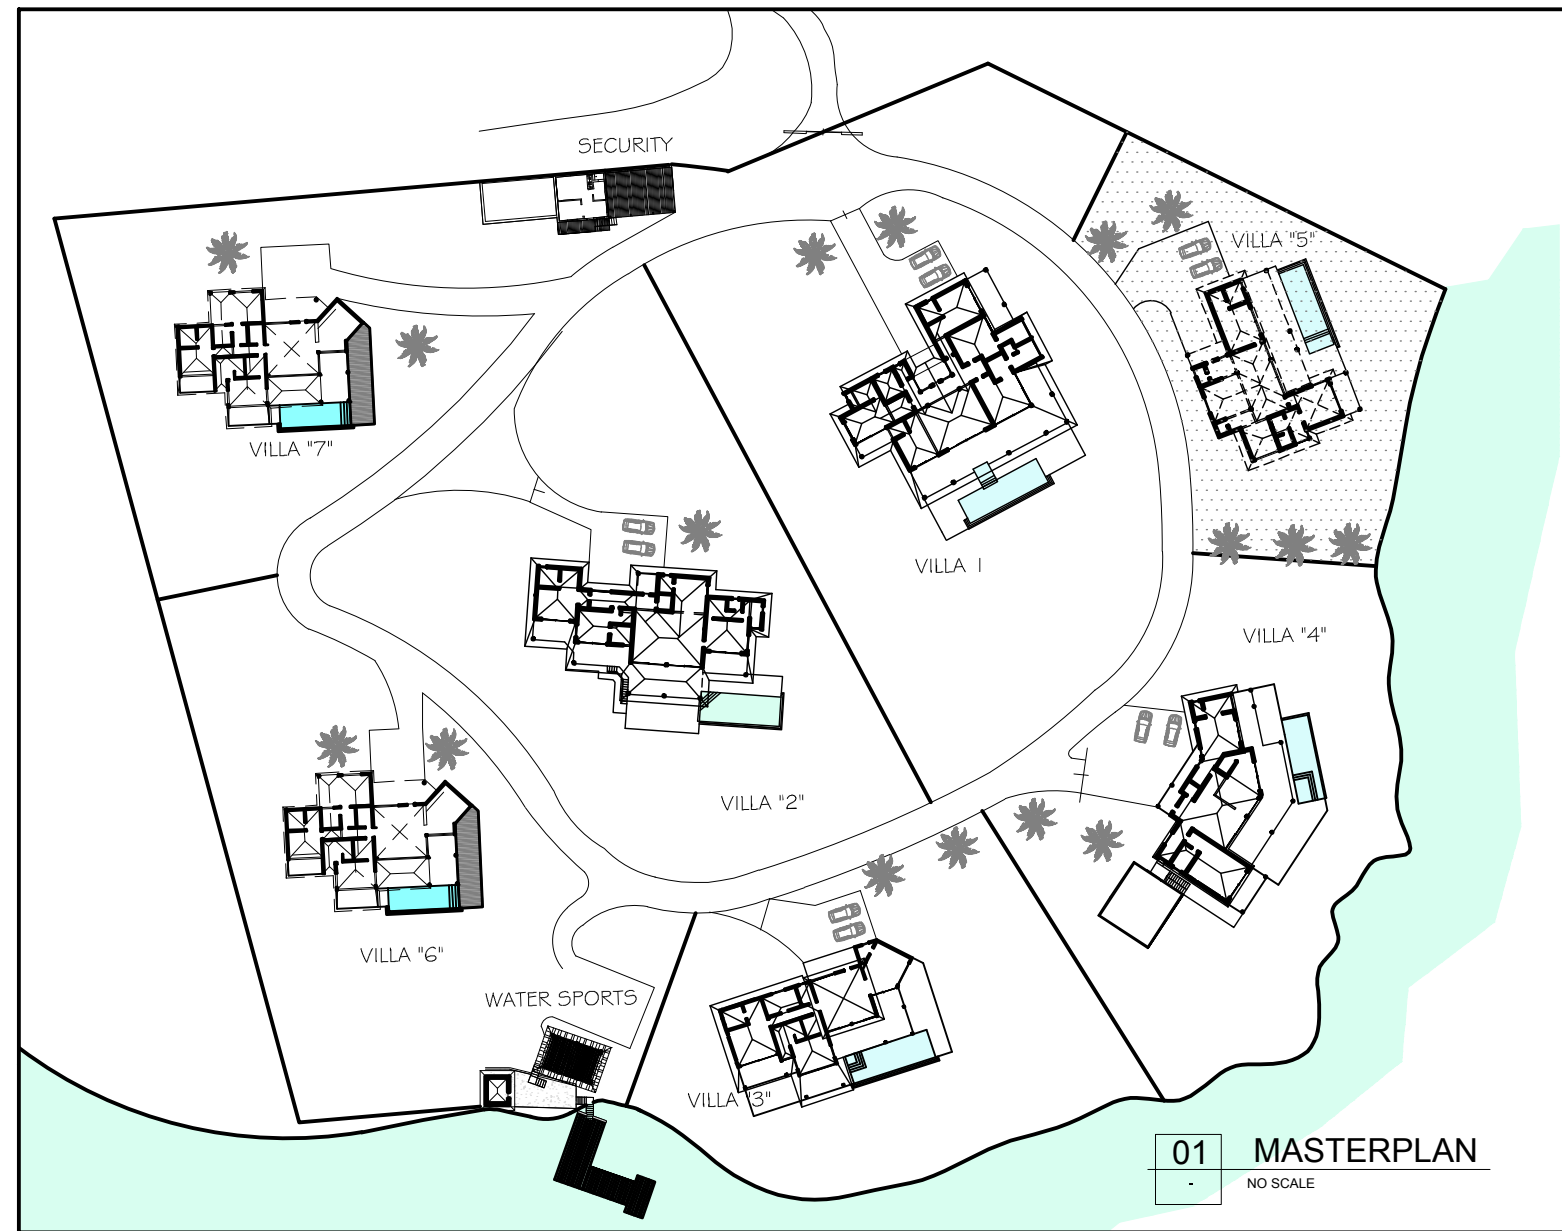 SECURITY
VILLA "5"
VILLA "7"
VILLA 1
VILLA "4"
VILLA "2"
VILLA "6"
WATER SPORTS
VILLA "3"
01 MASTERPLAN
- NO SCALE